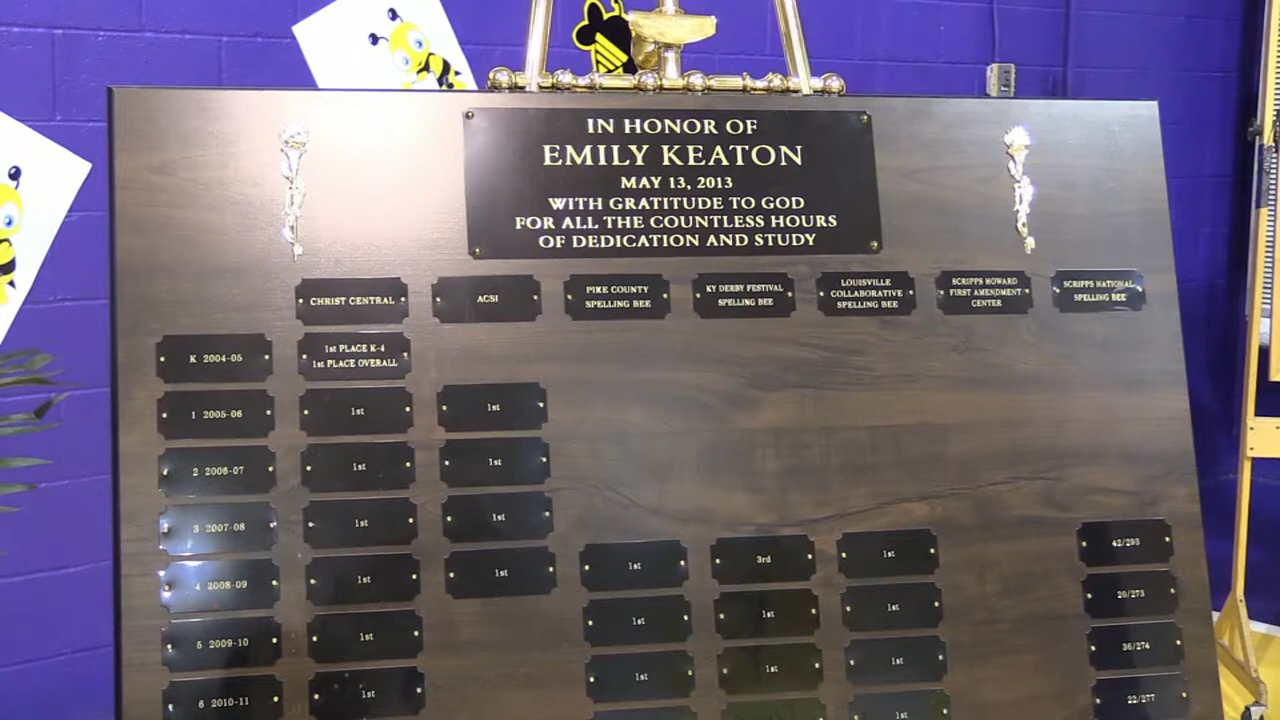 IN HONOR OF
EMILY KEATON
MAY 13, 2013
WITH GRATITUDE TO GOD
FOR ALL THE COUNTLESS HOURS
OF DEDICATION AND STUDY
CHRIST CENTRAL
ACSI
PIKE COUNTY
SPELLING BEE
KY DERBY FESTIVAL
SPELLING BEE
LOUISVILLE
COLLABORATIVE
SPELLING BEE
SCRIPPS HOWARD
FIRST AMENDMENT
CENTER
SCRIPPS NATIONAL
SPELLING BEE
K 2004-05
1st PLACE K-4
1st PLACE OVERALL
1 2005-06
1st
1st
2 2006-07
1st
1st
3 2007-08
1st
1st
4 2008-09
1st
1st
1st
3rd
1st
42/293
5 2009-10
1st
1st
1st
1st
20/273
6 2010-11
1st
1st
1st
1st
36/274
1st
22/277